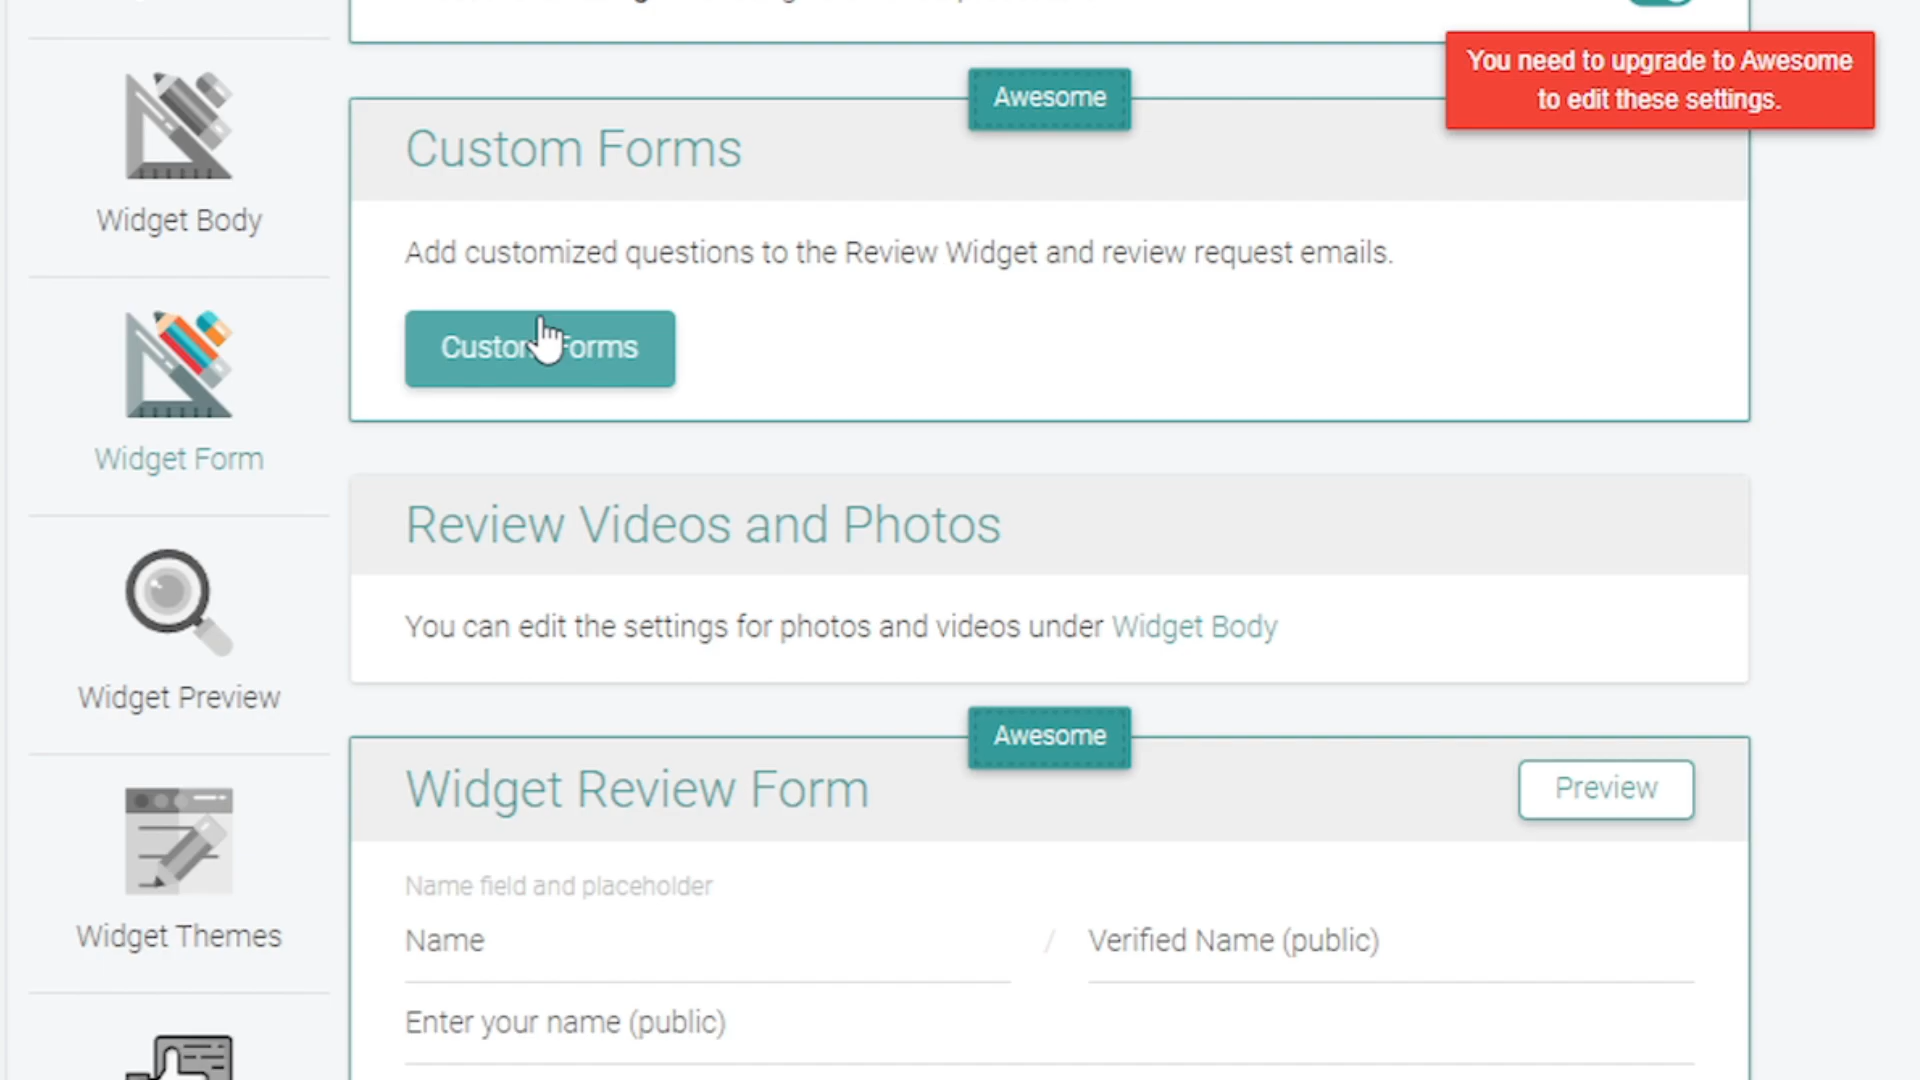 You need to upgrade to Awesome
to edit these settings.
Awesome
Custom Forms
Add customized questions to the Review Widget and review request emails.
Custom Forms
Review Videos and Photos
You can edit the settings for photos and videos under Widget Body
Awesome
Widget Review Form
Preview
Name field and placeholder
Name / Verified Name (public)
Enter your name (public)
Widget Body
Widget Form
Widget Preview
Widget Themes